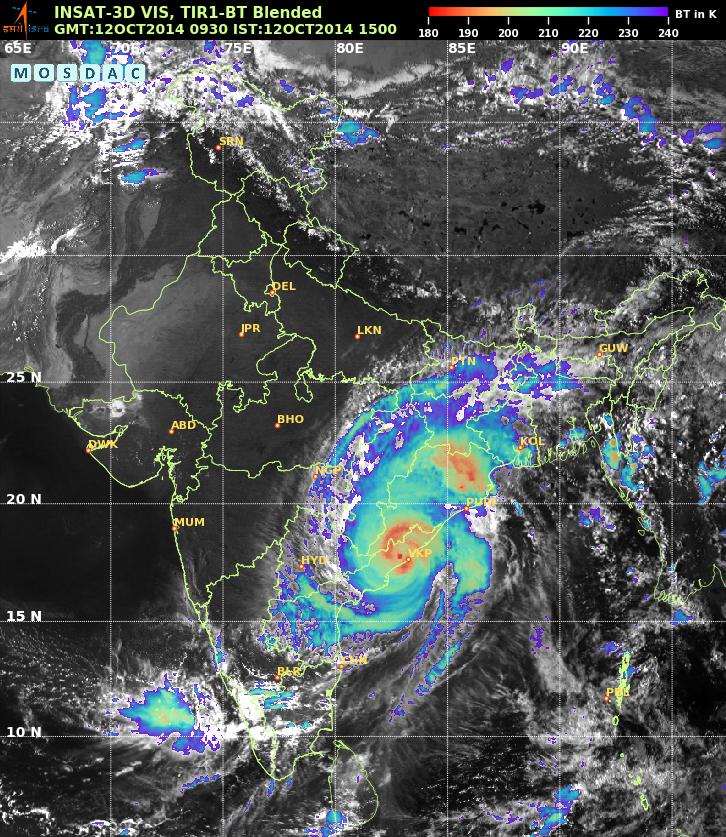 INSAT-3D VIS, TIR1-BT Blended
GMT:12OCT2014 0930 IST:12OCT2014 1500
BT in K
180 190 200 210 220 230 240
65E 70E 75E 80E 85E 90E
MOSDAC
SRN
DEL
JPR LKN
GUW
PTN
25 N
ABD BHO
DWK KOL
NGP
20 N
PURI
MUM
HYD VKP
15 N
CHN
BLR
PBL
10 N